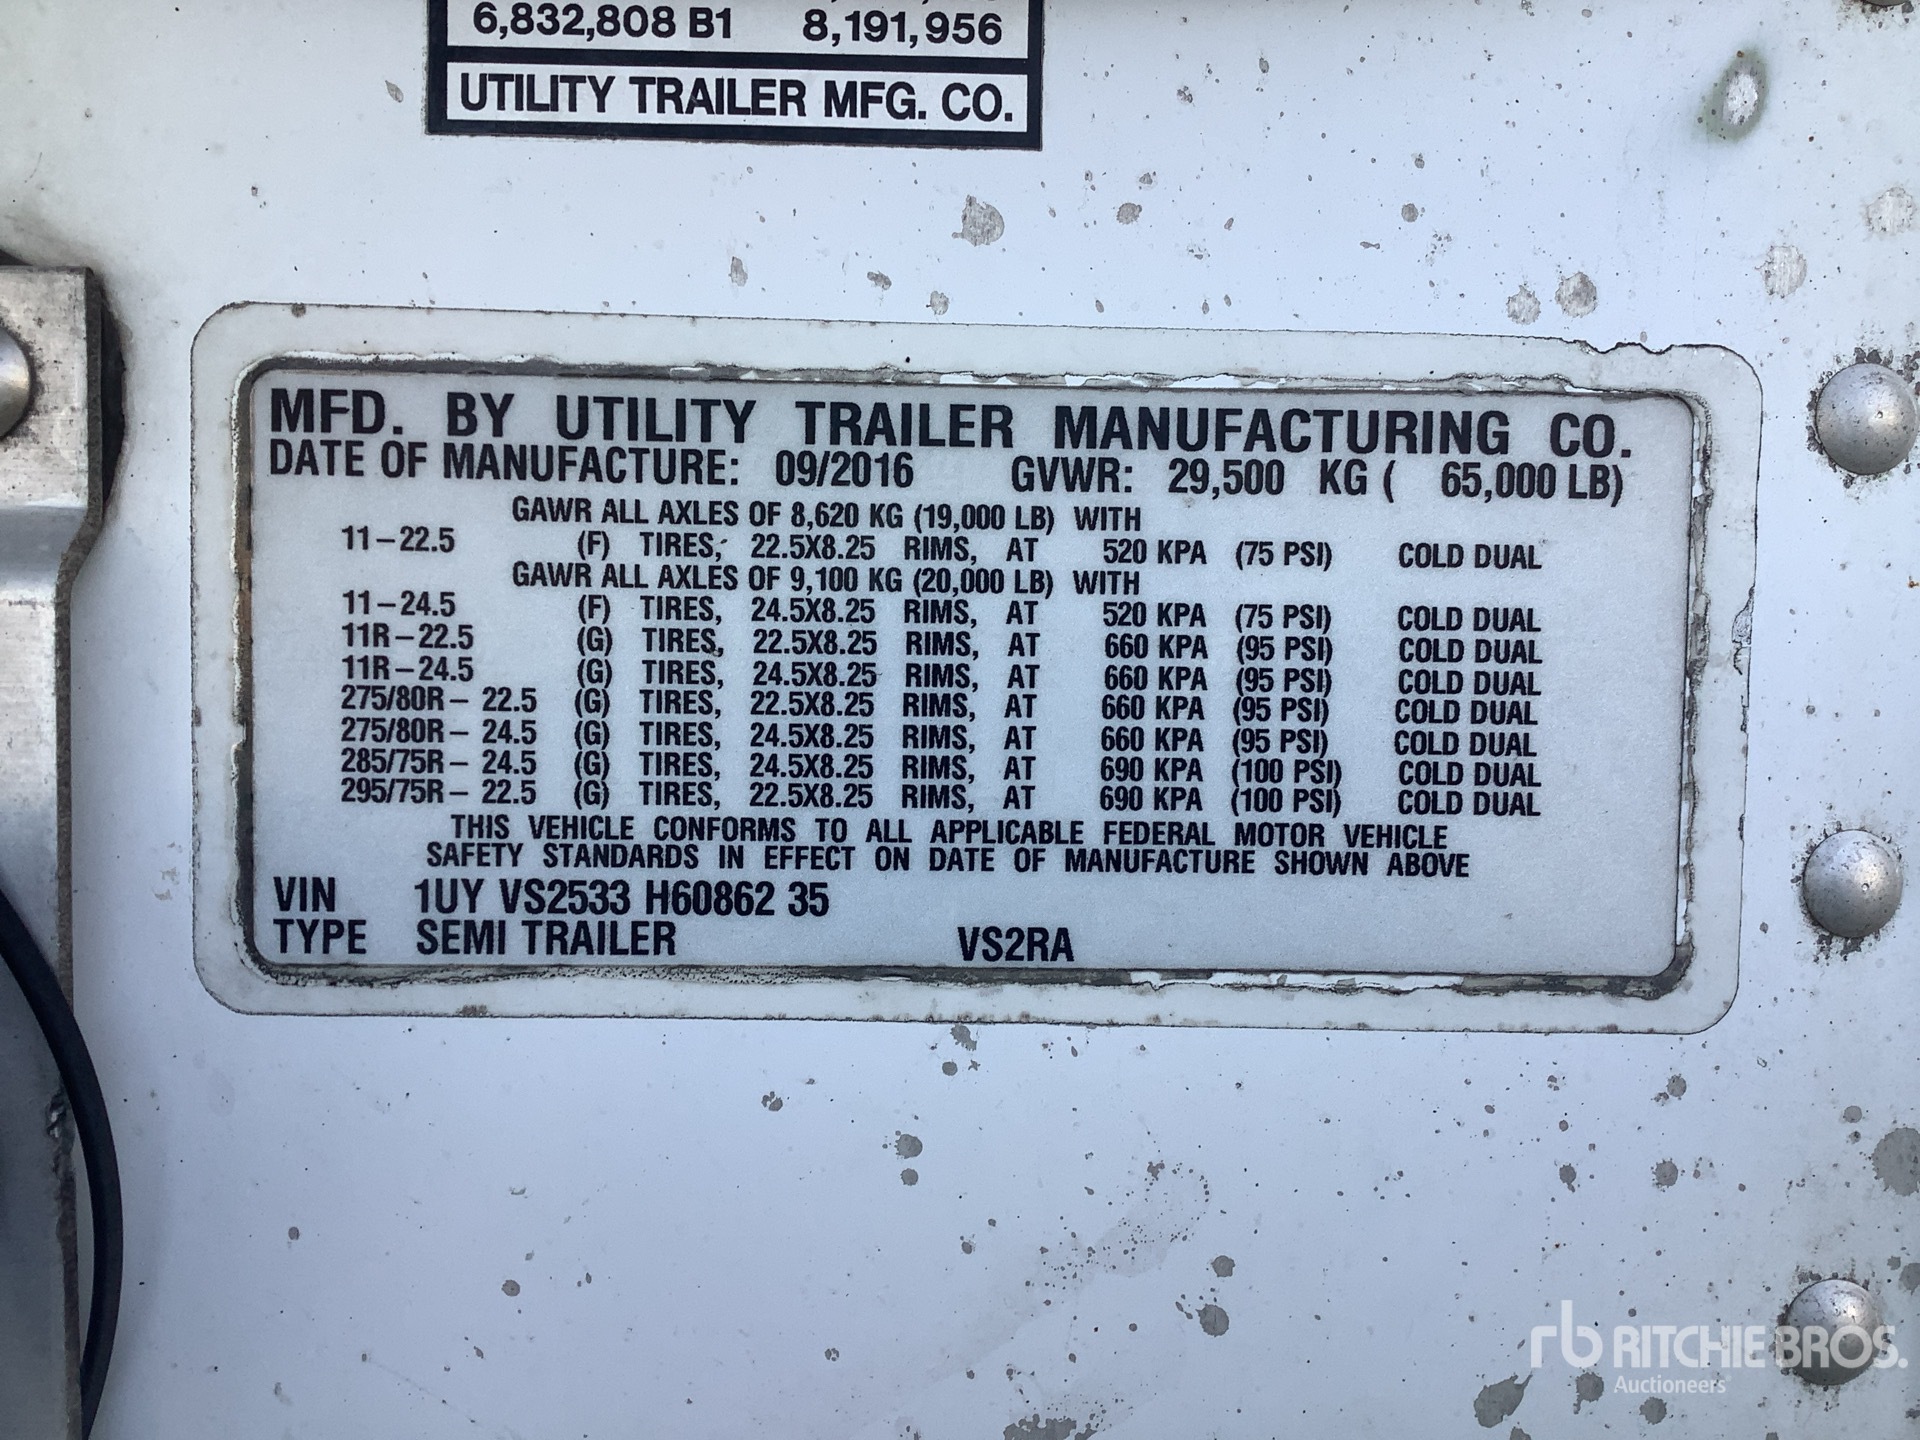 6,832,808 B1 8,191,956
UTILITY TRAILER MFG. CO.
MFD. BY UTILITY TRAILER MANUFACTURING CO.
DATE OF MANUFACTURE: 09/2016 GVWR: 29,500 KG ( 65,000 LB)
GAWR ALL AXLES OF 8,620 KG (19,000 LB) WITH
11-22.5 (F) TIRES, 22.5X8.25 RIMS, AT 520 KPA (75 PSI) COLD DUAL
GAWR ALL AXLES OF 9,100 KG (20,000 LB) WITH
11-24.5 (F) TIRES, 24.5X8.25 RIMS, AT 520 KPA (75 PSI) COLD DUAL
11R-22.5 (G) TIRES, 22.5X8.25 RIMS, AT 660 KPA (95 PSI) COLD DUAL
11R-24.5 (G) TIRES, 24.5X8.25 RIMS, AT 660 KPA (95 PSI) COLD DUAL
275/80R- 22.5 (G) TIRES, 22.5X8.25 RIMS, AT 660 KPA (95 PSI) COLD DUAL
275/80R- 24.5 (G) TIRES, 24.5X8.25 RIMS, AT 660 KPA (95 PSI) COLD DUAL
285/75R- 24.5 (G) TIRES, 24.5X8.25 RIMS, AT 690 KPA (100 PSI) COLD DUAL
295/75R- 22.5 (G) TIRES, 22.5X8.25 RIMS, AT 690 KPA (100 PSI) COLD DUAL
THIS VEHICLE CONFORMS TO ALL APPLICABLE FEDERAL MOTOR VEHICLE
SAFETY STANDARDS IN EFFECT ON DATE OF MANUFACTURE SHOWN ABOVE
VIN 1UY VS2533 H60862 35
TYPE SEMI TRAILER VS2RA
rb RITCHIE BROS.
Auctioneers